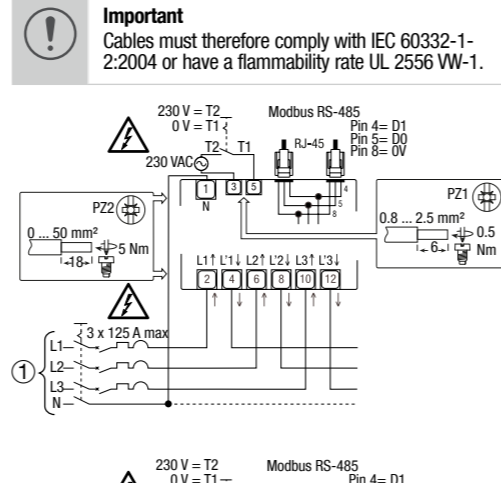 Important
Cables must therefore comply with IEC 60332-1-
2:2004 or have a flammability rate UL 2556 VW-1.
230 V = T2
0 V = T1
Modbus RS-485
Pin 4= D1
Pin 5= D0
Pin 8= 0V
T2 T1
RJ-45
230 VAC
1 3 5
N
4
5
8
PZ2
0 ... 50 mm²
5 Nm
18
PZ1
0.8 ... 2.5 mm²
0.5
Nm
6
L1↑ L'1↓ L2↑ L'2↓ L3↑ L'3↓
2 4 6 8 10 12
3 x 125 A max
1
L1
L2
L3
N
230 V = T2
0 V = T1
Modbus RS-485
Pin 4= D1